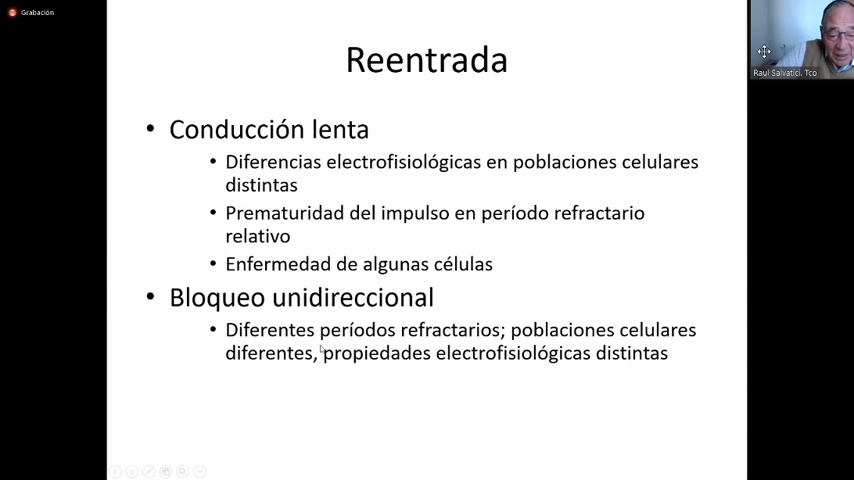 Grabación
Reentrada
• Conducción lenta
• Diferencias electrofisiológicas en poblaciones celulares
distintas
• Prematuridad del impulso en período refractario
relativo
• Enfermedad de algunas células
• Bloqueo unidireccional
• Diferentes períodos refractarios; poblaciones celulares
diferentes, propiedades electrofisiológicas distintas
Raul Salvatici. Tco